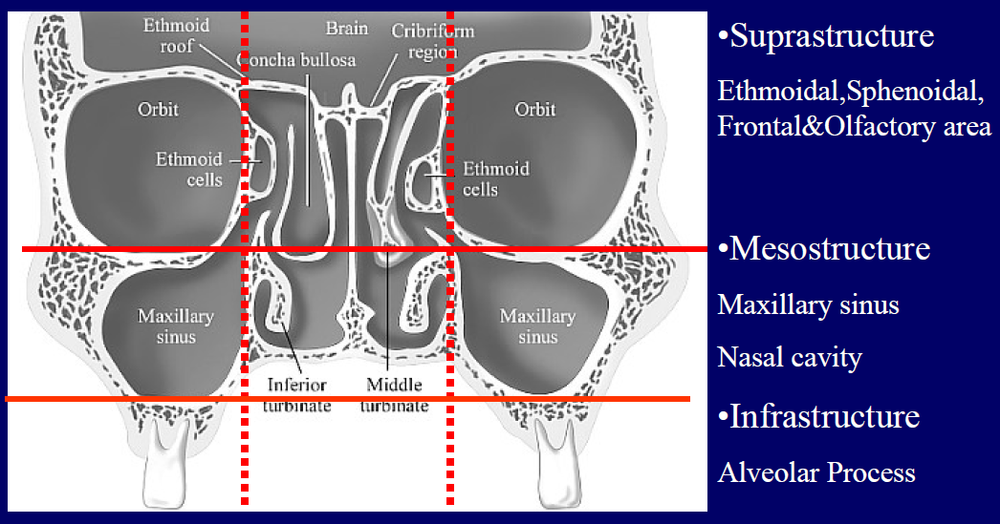 Ethmoid
roof
Brain
Cribriform
region
Concha bullosa
Orbit
Orbit
Ethmoid
cells
Ethmoid
cells
Maxillary
sinus
Maxillary
sinus
Inferior
turbinate
Middle
turbinate
•Suprastructure
Ethmoidal,Sphenoidal,
Frontal&Olfactory area
•Mesostructure
Maxillary sinus
Nasal cavity
•Infrastructure
Alveolar Process